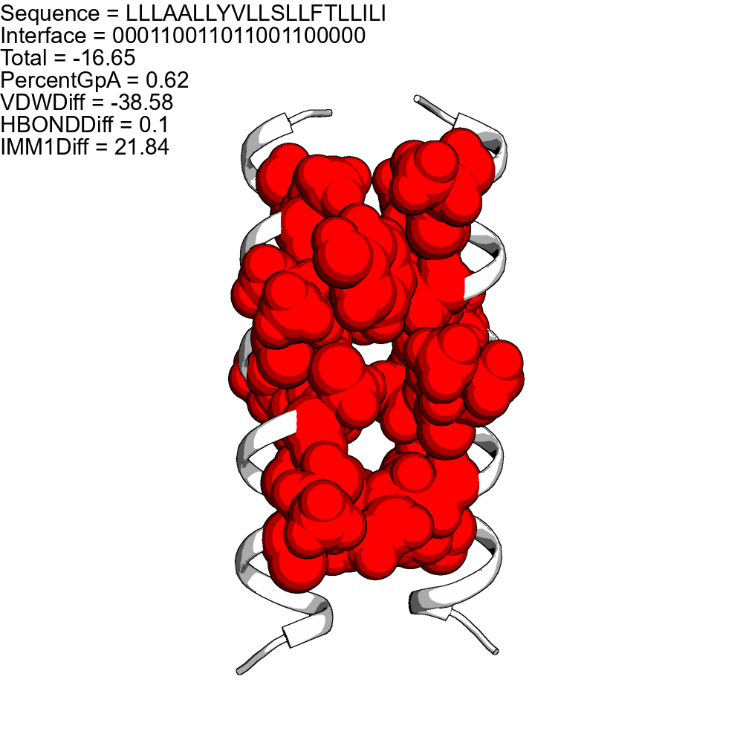 Sequence = LLLAALLYVLLSLLFTLLILI
Interface = 000110011011001100000
Total = -16.65
PercentGpA = 0.62
VDWDiff = -38.58
HBONDDiff = 0.1
IMM1Diff = 21.84